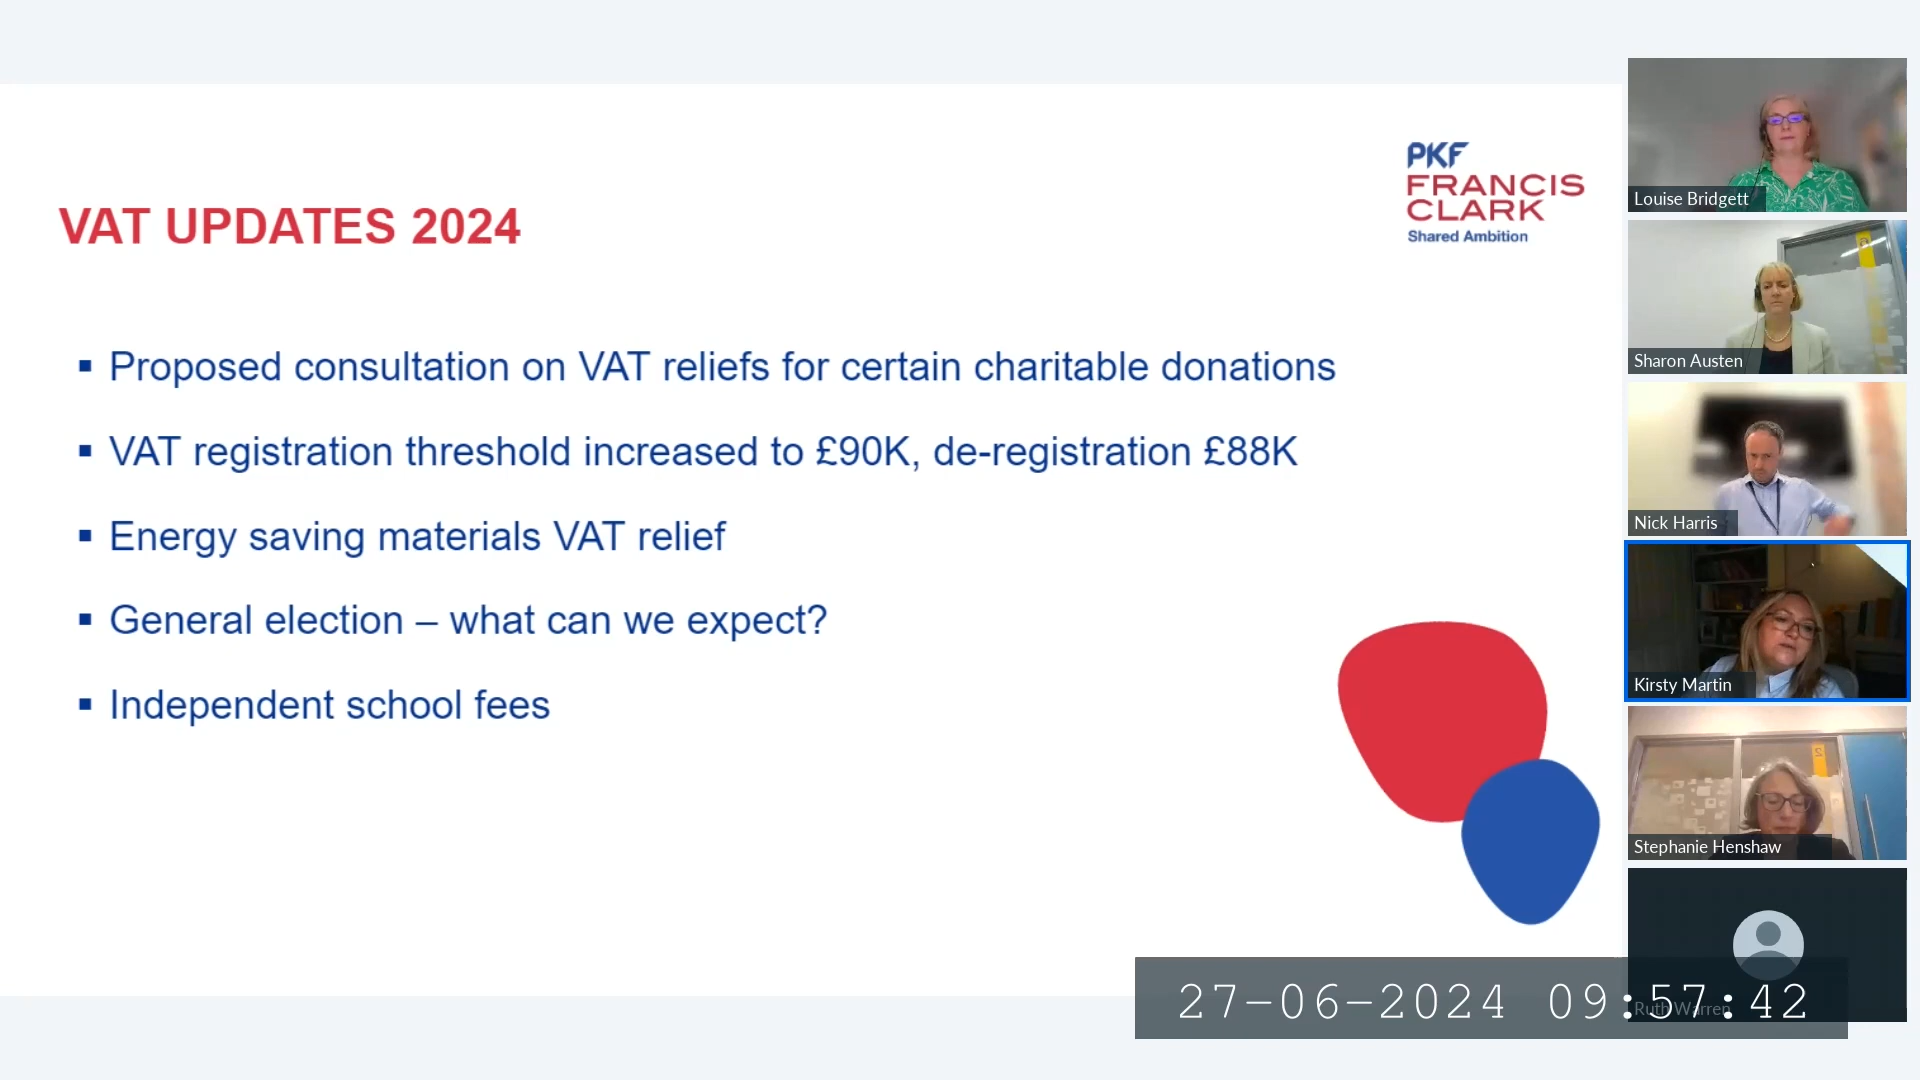 PKF
FRANCIS
CLARK
Shared Ambition
VAT UPDATES 2024
▪ Proposed consultation on VAT reliefs for certain charitable donations
▪ VAT registration threshold increased to £90K, de-registration £88K
▪ Energy saving materials VAT relief
▪ General election – what can we expect?
▪ Independent school fees
Louise Bridgett
Sharon Austen
Nick Harris
Kirsty Martin
Stephanie Henshaw
Ruth Warren
27-06-2024 09:57:42